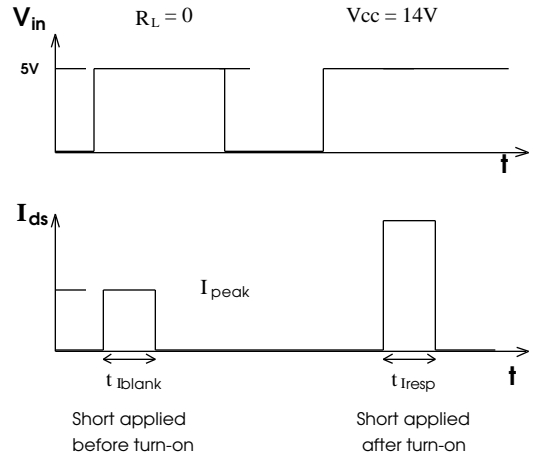 V_in R_L = 0 Vcc = 14V
5V
t
I_ds
I_peak
t_Iblank t_Iresp t
Short applied Short applied
before turn-on after turn-on